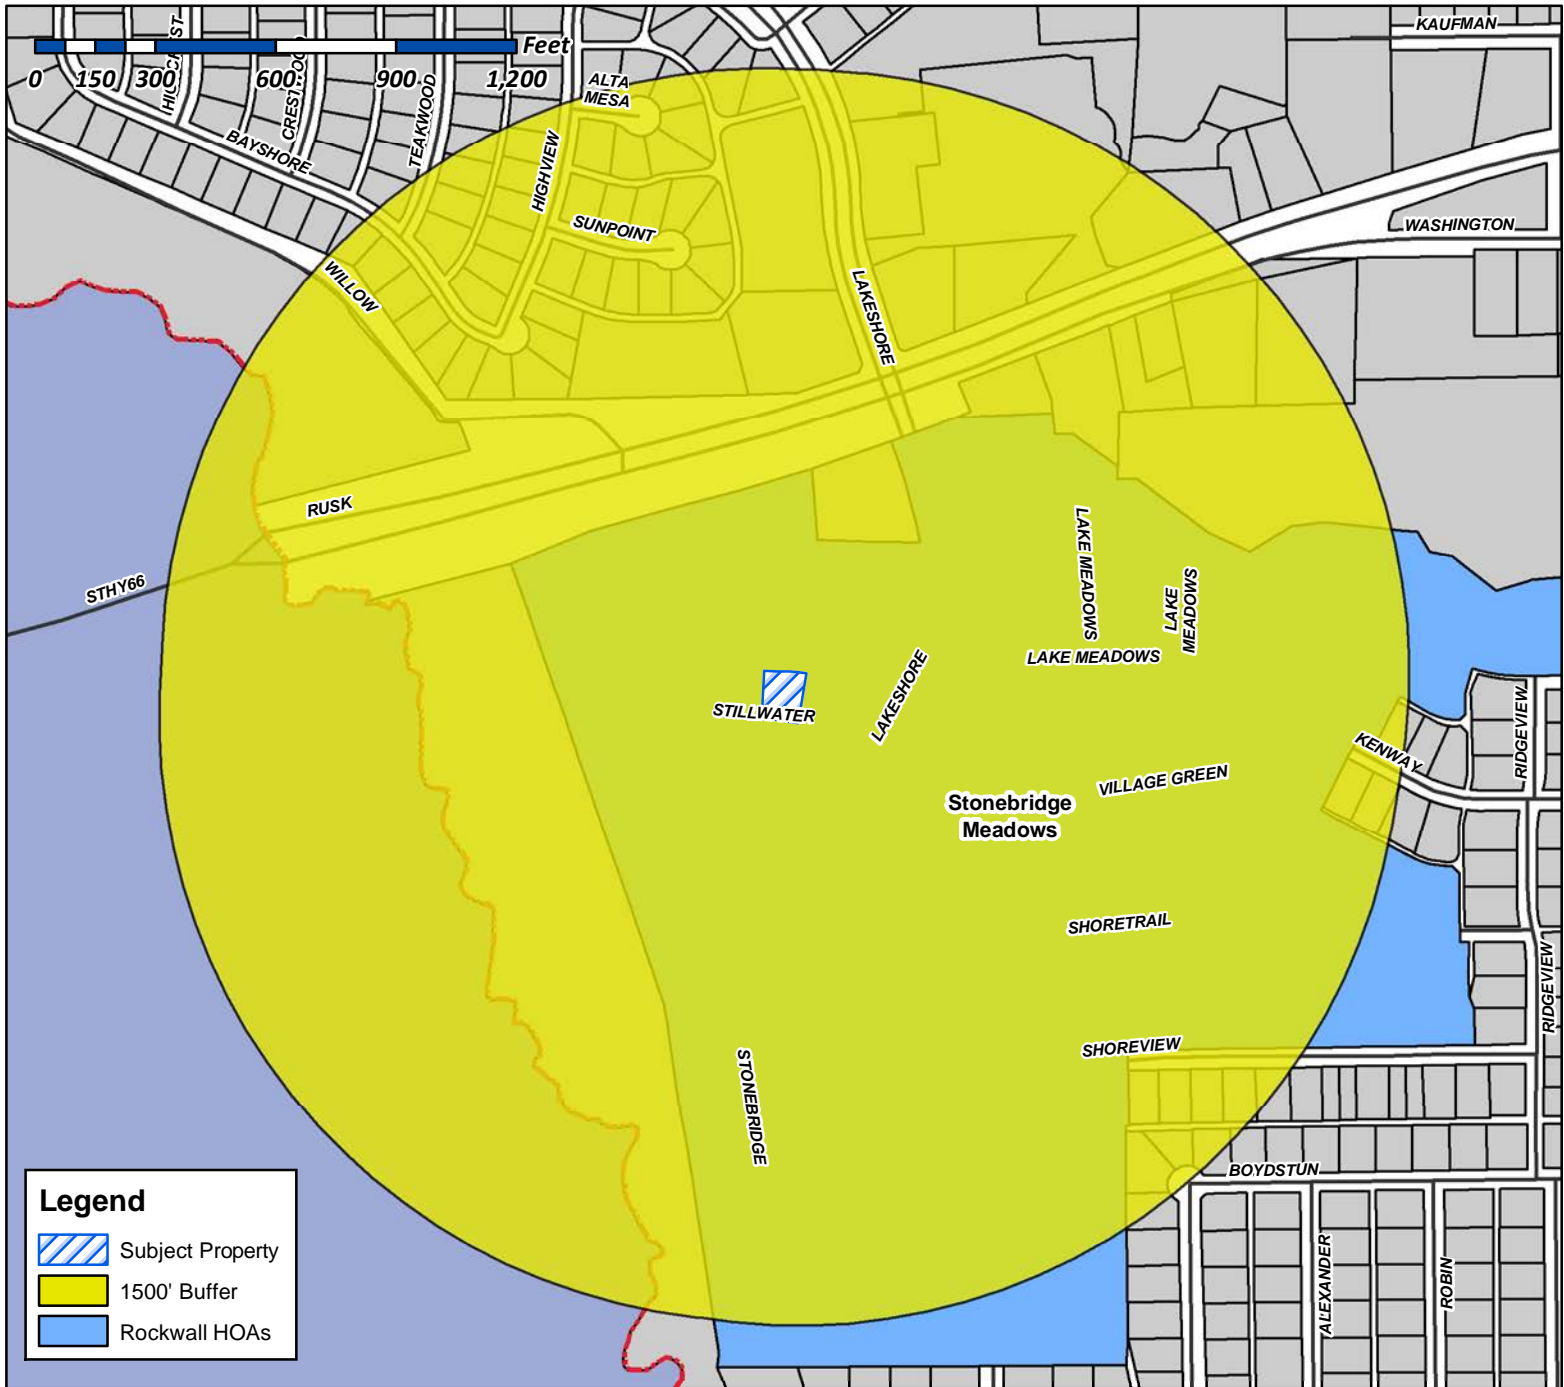 KAUFMAN
Feet
0 150 300 600 900 1,200
HIGHCREST
CRESTWOOD
TEAKWOOD
BAYSHORE
ALTA
MESA
HIGHVIEW
SUNPOINT
WASHINGTON
WILLOW
LAKESHORE
RUSK
STHY66
LAKE MEADOWS
LAKE
MEADOWS
LAKE MEADOWS
LAKESHORE
STILLWATER
RIDGEVIEW
KENWAY
VILLAGE GREEN
Stonebridge
Meadows
SHORETRAIL
RIDGEVIEW
SHOREVIEW
STONEBRIDGE
BOYDSTUN
ALEXANDER
ROBIN
Legend
Subject Property
1500' Buffer
Rockwall HOAs